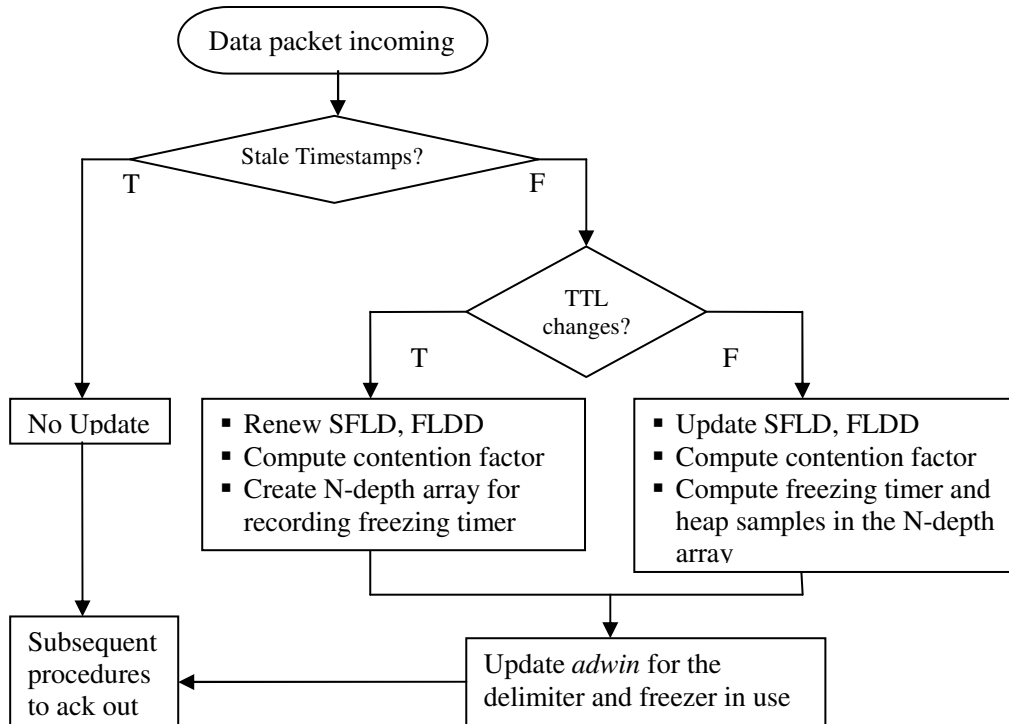 Data packet incoming
Stale Timestamps?
T
F
TTL
changes?
T
F
No Update
▪ Renew SFLD, FLDD
▪ Compute contention factor
▪ Create N-depth array for
recording freezing timer
▪ Update SFLD, FLDD
▪ Compute contention factor
▪ Compute freezing timer and
heap samples in the N-depth
array
Subsequent
procedures
to ack out
Update adwin for the
delimiter and freezer in use